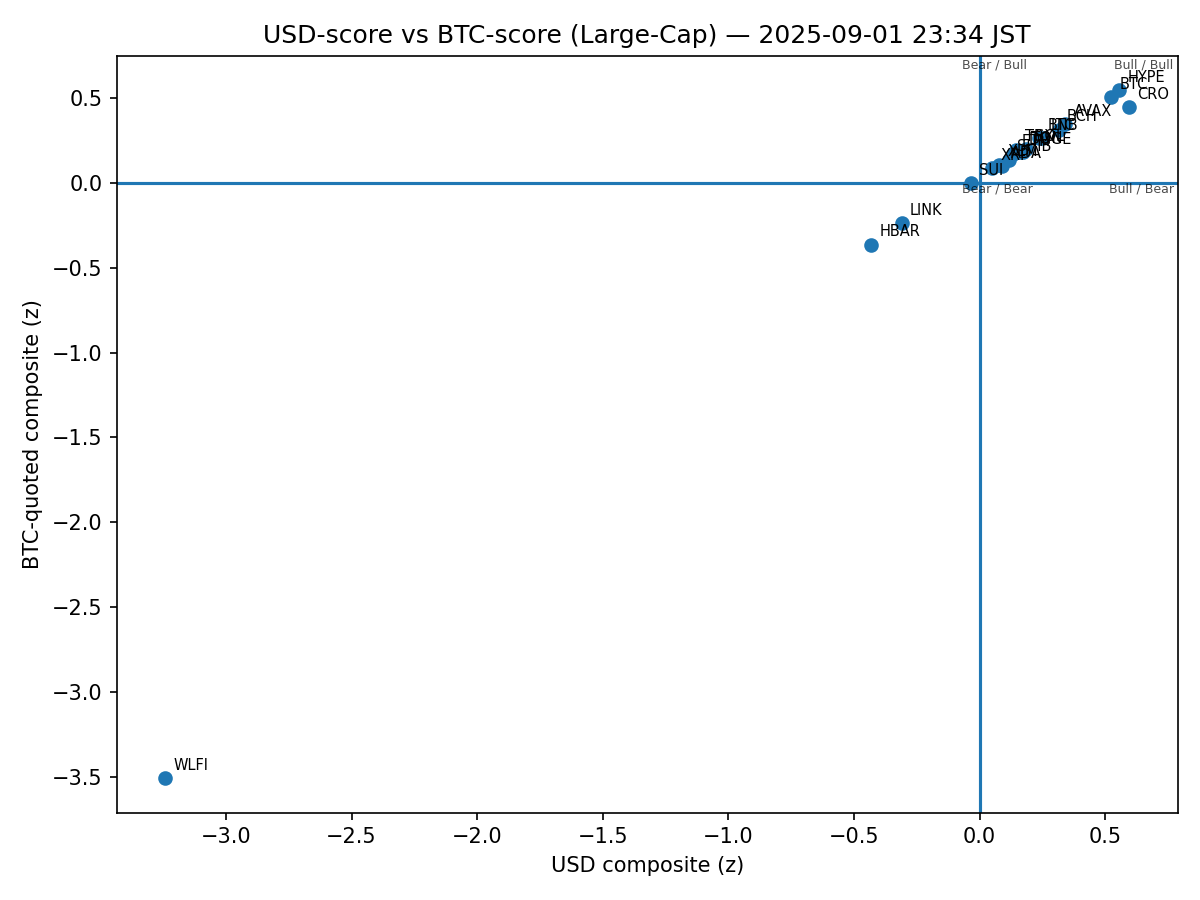 USD-score vs BTC-score (Large-Cap) — 2025-09-01 23:34 JST
Bear / Bull
Bull / Bull
HYPE
BTC
CRO
AVAX
BCH
SUI
Bear / Bear
Bull / Bear
LINK
HBAR
WLFI
0.5
0.0
−0.5
−1.0
−1.5
−2.0
−2.5
−3.0
−3.5
BTC-quoted composite (z)
−3.0
−2.5
−2.0
−1.5
−1.0
−0.5
0.0
0.5
USD composite (z)